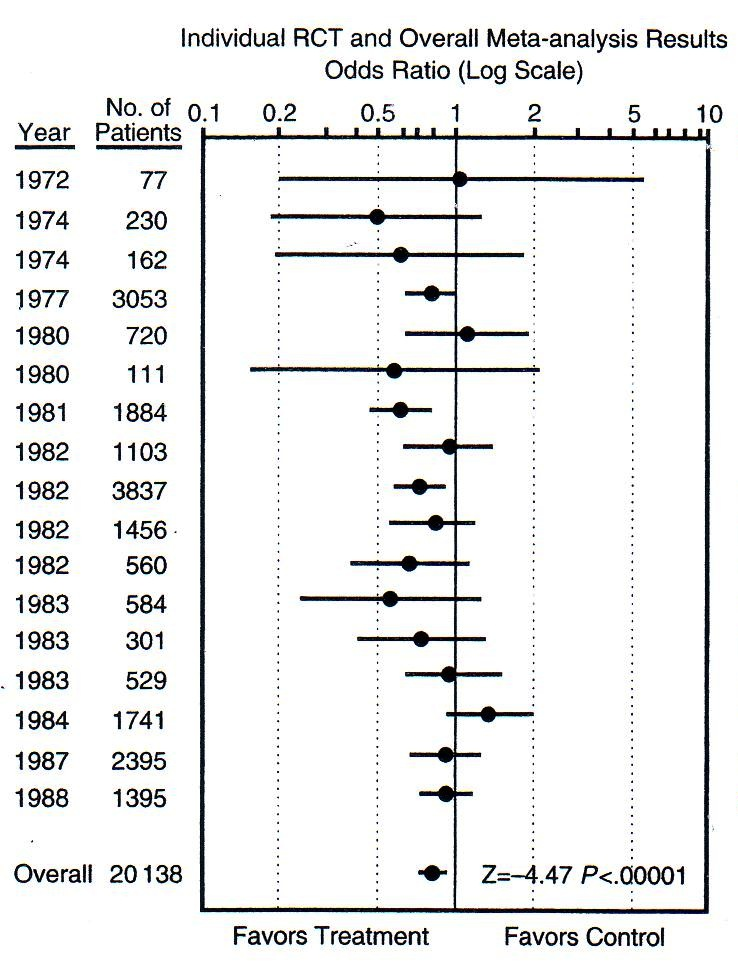 Individual RCT and Overall Meta-analysis Results
Odds Ratio (Log Scale)
No. of
Year Patients
0.1 0.2 0.5 1 2 5 10
1972 77
1974 230
1974 162
1977 3053
1980 720
1980 111
1981 1884
1982 1103
1982 3837
1982 1456
1982 560
1983 584
1983 301
1983 529
1984 1741
1987 2395
1988 1395
Overall 20 138 Z=–4.47 P<.00001
Favors Treatment Favors Control